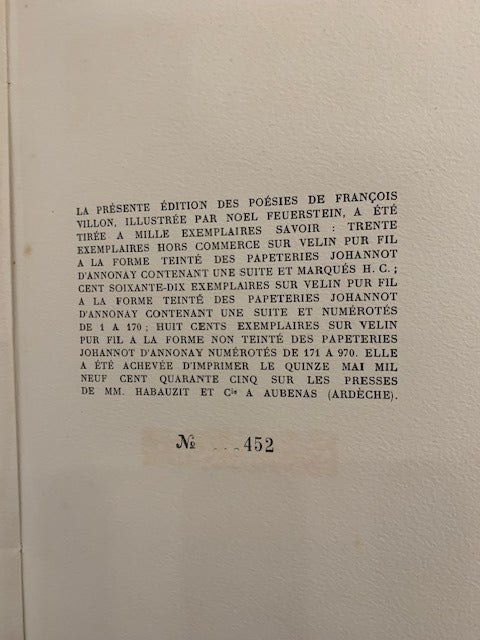 LA PRÉSENTE ÉDITION DES POÉSIES DE FRANÇOIS
VILLON, ILLUSTRÉE PAR NOEL FEUERSTEIN, A ÉTÉ
TIRÉE A MILLE EXEMPLAIRES SAVOIR : TRENTE
EXEMPLAIRES HORS COMMERCE SUR VELIN PUR FIL
A LA FORME TEINTÉ DES PAPETERIES JOHANNOT
D'ANNONAY CONTENANT UNE SUITE ET MARQUÉS H. C. ;
CENT SOIXANTE-DIX EXEMPLAIRES SUR VELIN PUR FIL
A LA FORME TEINTÉ DES PAPETERIES JOHANNOT
D'ANNONAY CONTENANT UNE SUITE ET NUMÉROTÉS
DE 1 A 170 ; HUIT CENTS EXEMPLAIRES SUR VELIN
PUR FIL A LA FORME NON TEINTÉ DES PAPETERIES
JOHANNOT D'ANNONAY NUMÉROTÉS DE 171 A 970. ELLE
A ÉTÉ ACHEVÉE D'IMPRIMER LE QUINZE MAI MIL
NEUF CENT QUARANTE CINQ SUR LES PRESSES
DE MM. HABAUZIT ET Cie A AUBENAS (ARDÈCHE).
№ ...452